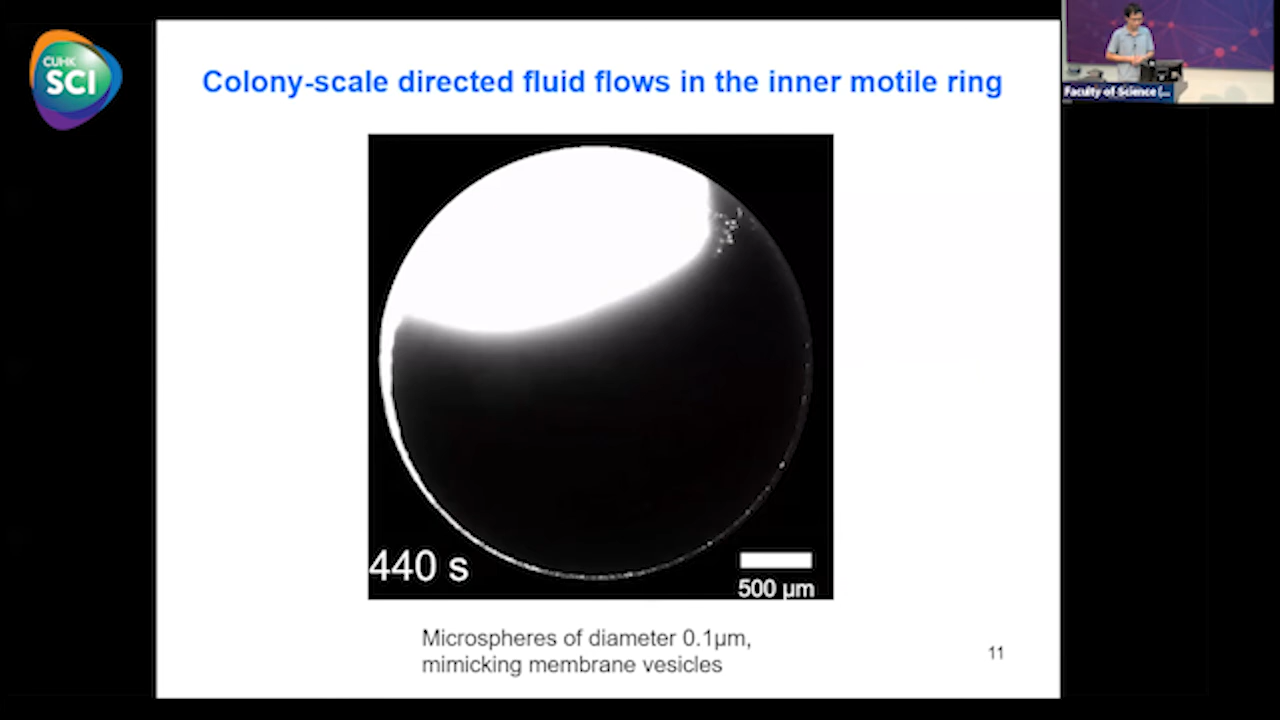 CUHK
SCI
Colony-scale directed fluid flows in the inner motile ring
Faculty of Science (...
440 s
500 µm
Microspheres of diameter 0.1µm,
mimicking membrane vesicles
11